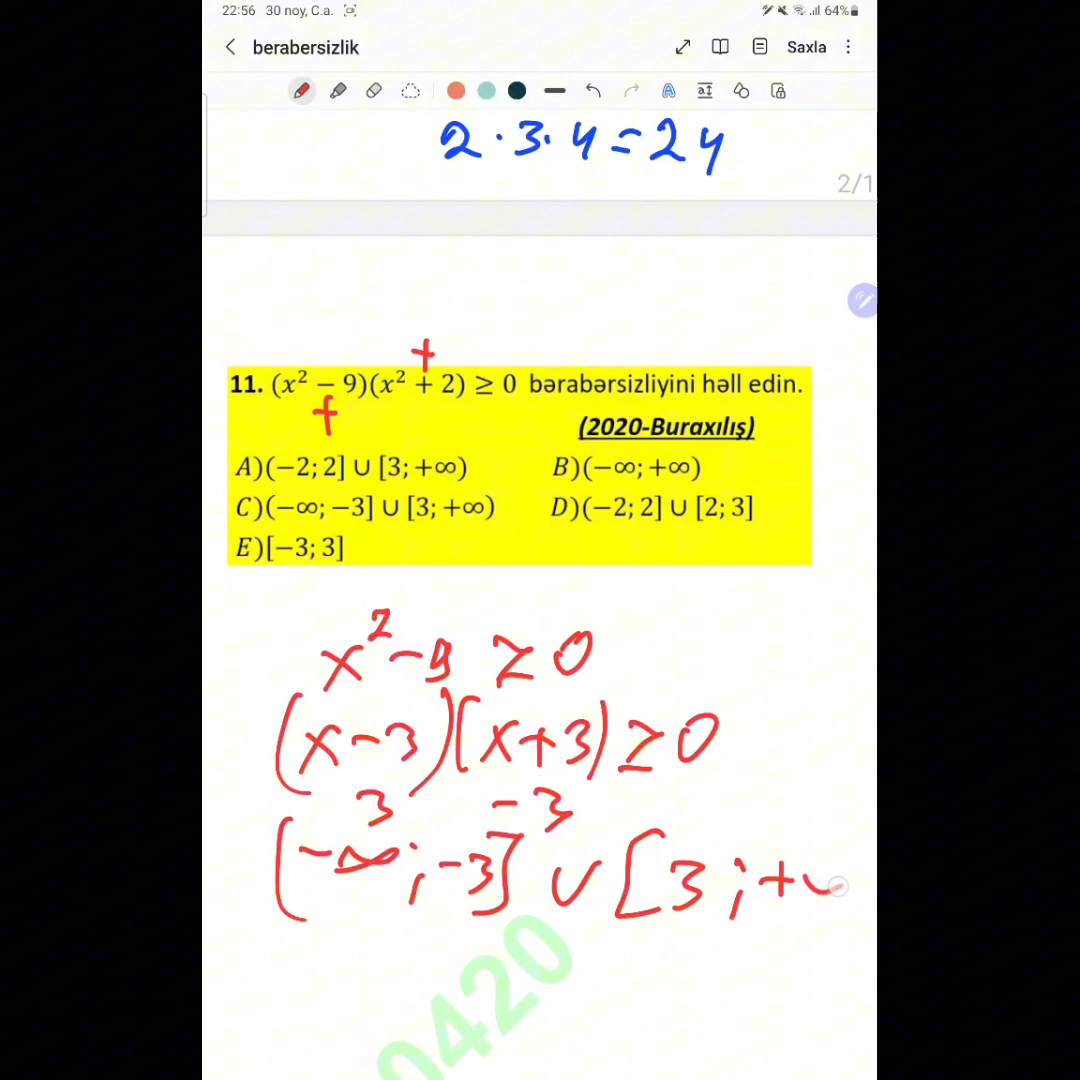 22:56 30 noy, C.a. 64%
berabersizlik Saxla
2 · 3 · 4 = 24
2/1
11. (x² − 9)(x² + 2) ≥ 0 bərabərsizliyini həll edin.
+
+
(2020-Buraxılış)
A)(−2; 2] ∪ [3; +∞) B)(−∞; +∞)
C)(−∞; −3] ∪ [3; +∞) D)(−2; 2] ∪ [2; 3]
E)[−3; 3]
x² − 9 ≥ 0
(x − 3)(x + 3) ≥ 0
3 −3
(−∞; −3] ∪ [3; +
0420